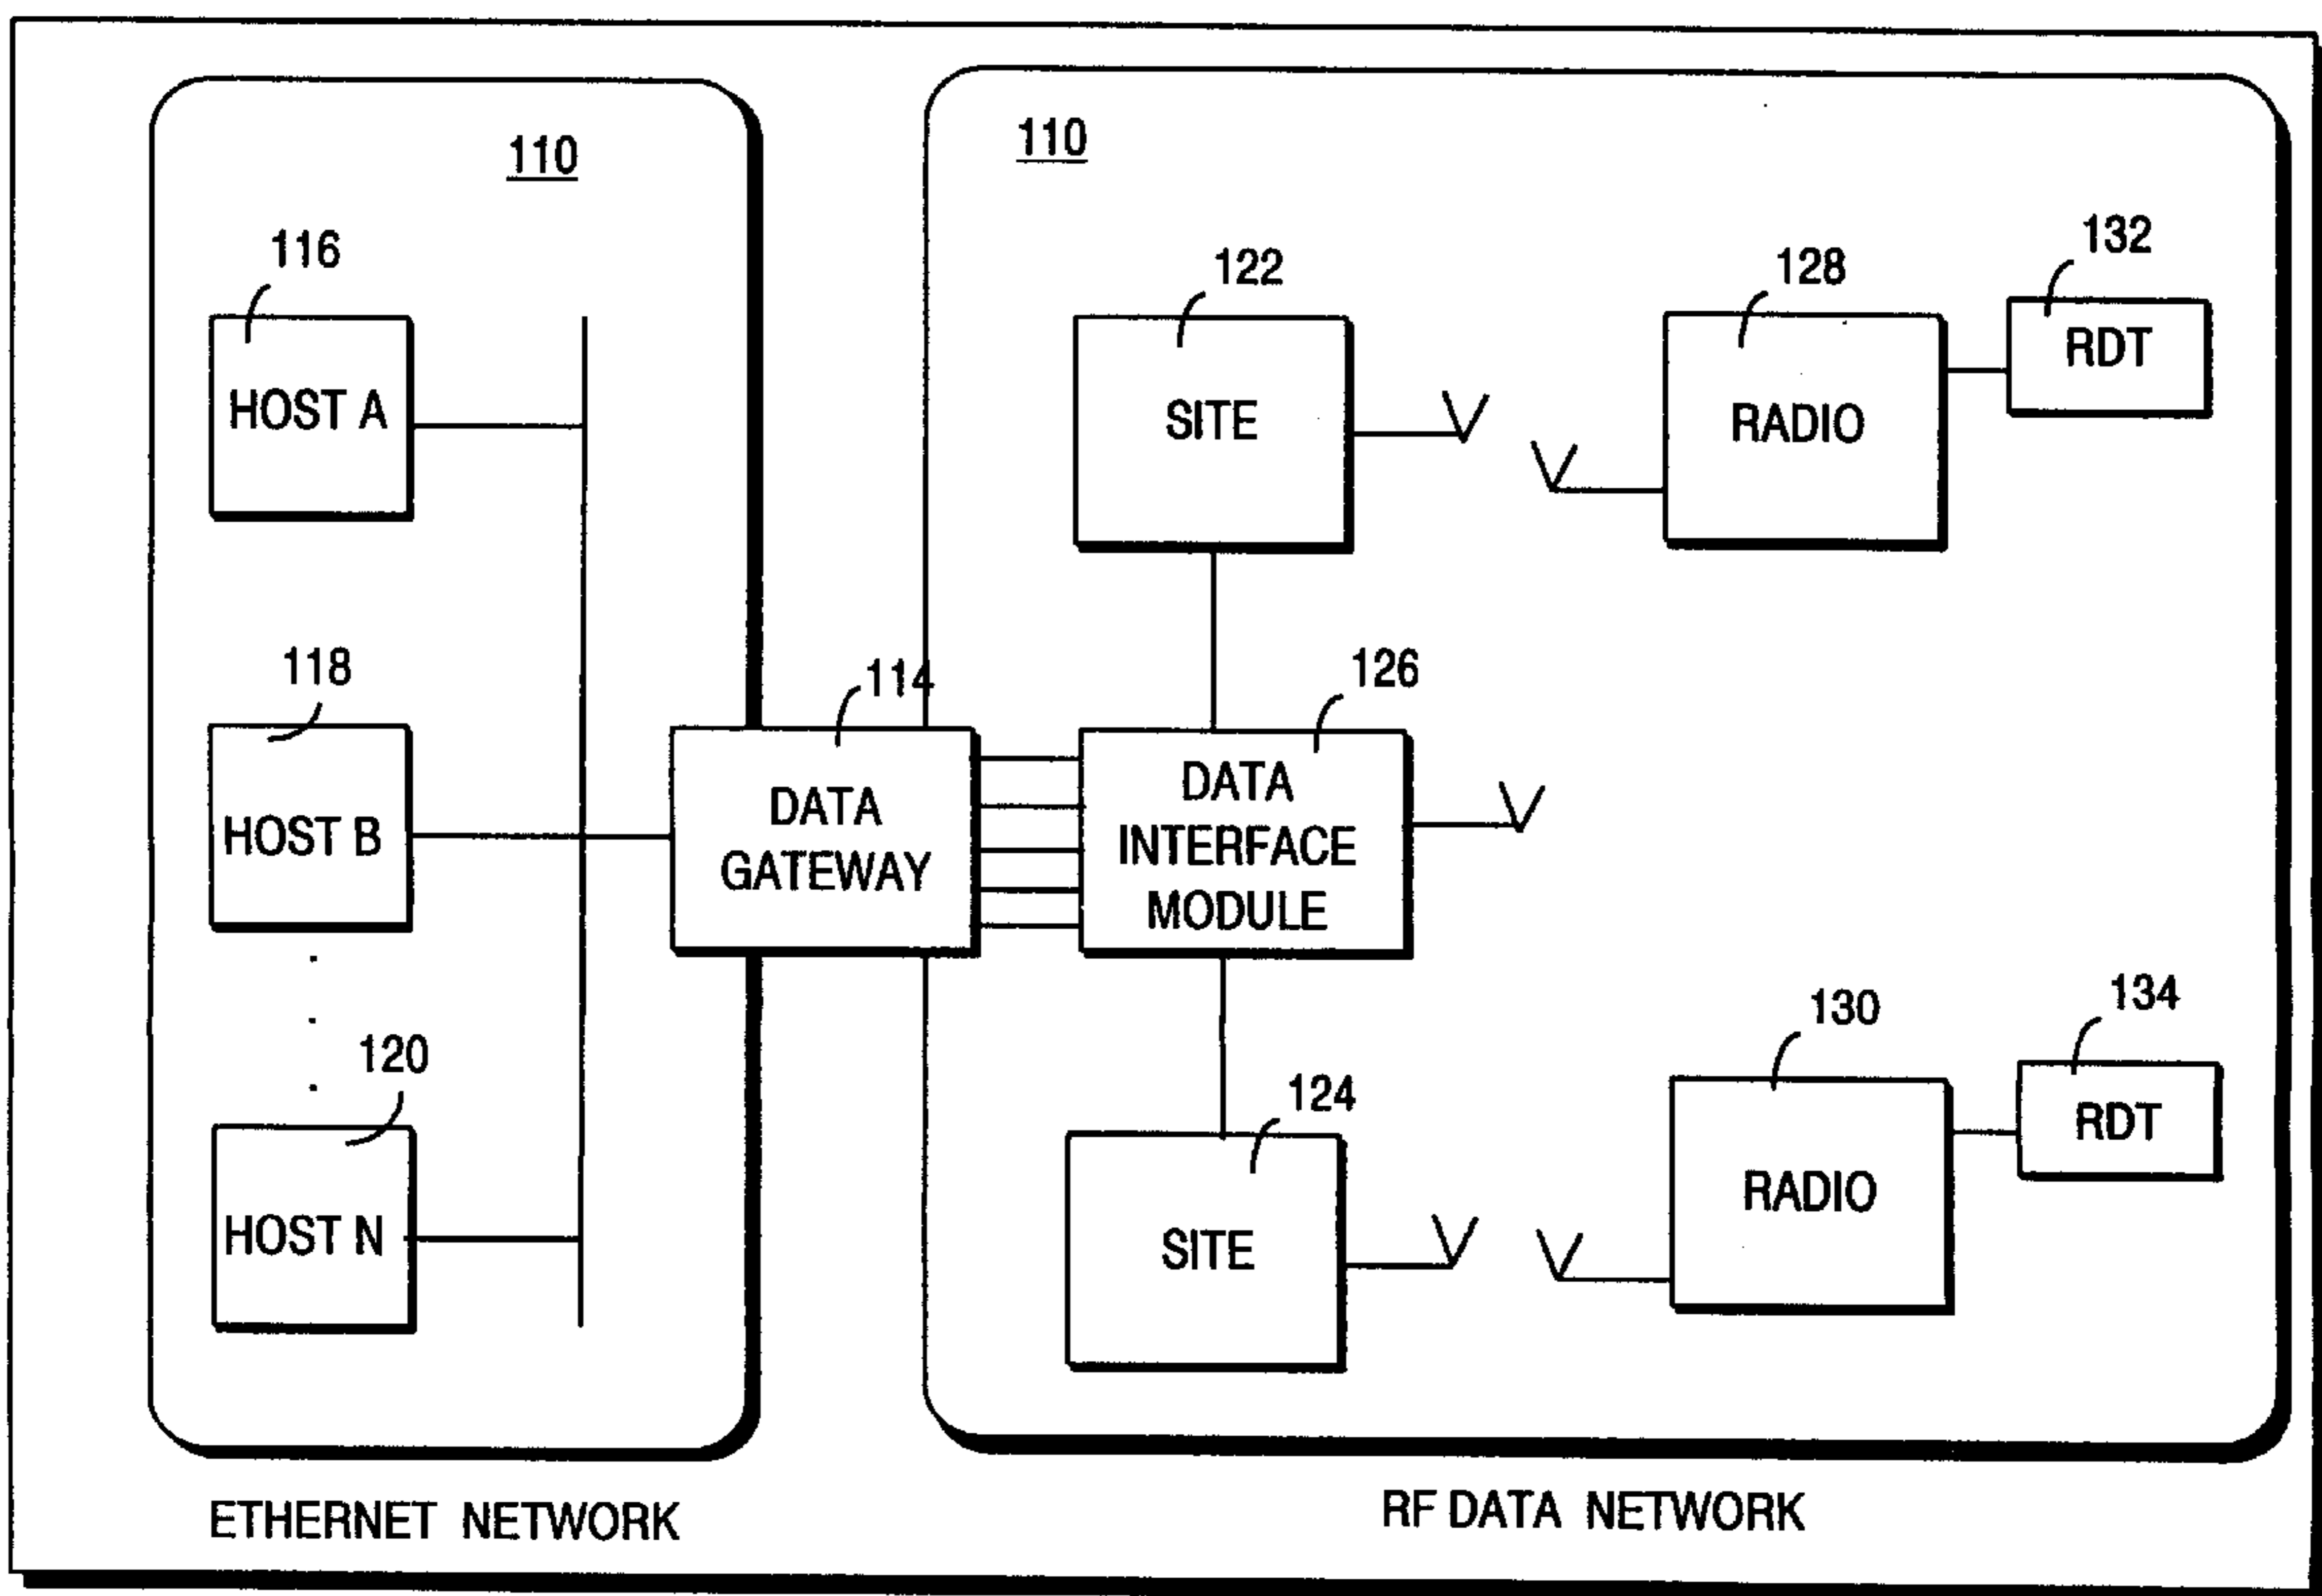 110
116
HOST A
118
HOST B
120
HOST N
114
DATA
GATEWAY
110
122
SITE
128
RADIO
132
RDT
126
DATA
INTERFACE
MODULE
124
SITE
130
RADIO
134
RDT
ETHERNET NETWORK
RF DATA NETWORK